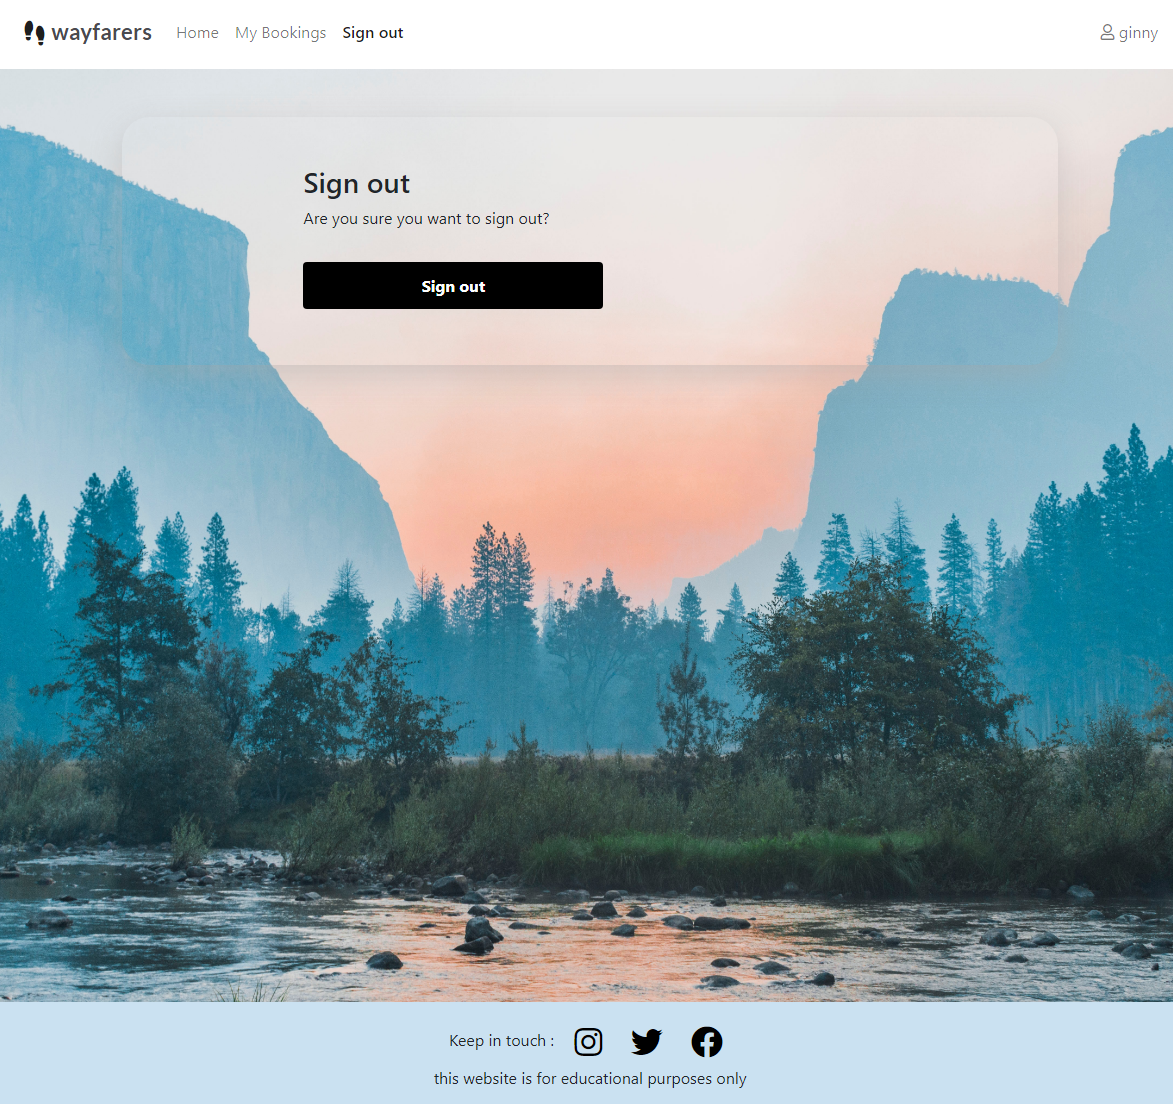 wayfarers Home My Bookings Sign out ginny
Sign out
Are you sure you want to sign out?
Sign out
Keep in touch :
this website is for educational purposes only